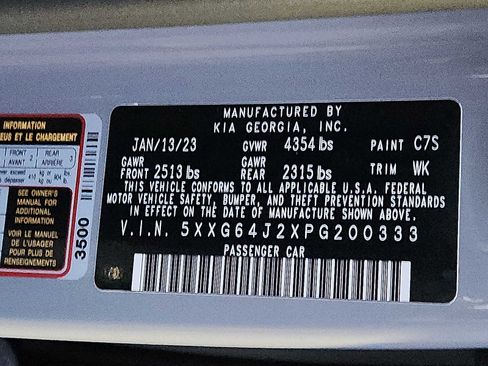 INFORMATION
EUS ET LE CHARGEMENT
FRONT
AVANT
2
REAR
ARRIÈRE
3
SEE OWNER'S
MANUAL FOR
ADDITIONAL
INFORMATION
VOIR LE MANUEL
DE L'USAGER
POUR PLUS DE
RENSEIGNEMENTS
3500
MANUFACTURED BY
KIA GEORGIA, INC.
JAN/13/23 GVWR 4354 lbs PAINT C7S
GAWR GAWR
FRONT 2513 lbs REAR 2315 lbs TRIM WK
THIS VEHICLE CONFORMS TO ALL APPLICABLE U.S.A. FEDERAL
MOTOR VEHICLE SAFETY, BUMPER, AND THEFT PREVENTION STANDARDS
IN EFFECT ON THE DATE OF MANUFACTURE SHOWN ABOVE.
V.I.N. 5XXG64J2XPG200333
PASSENGER CAR